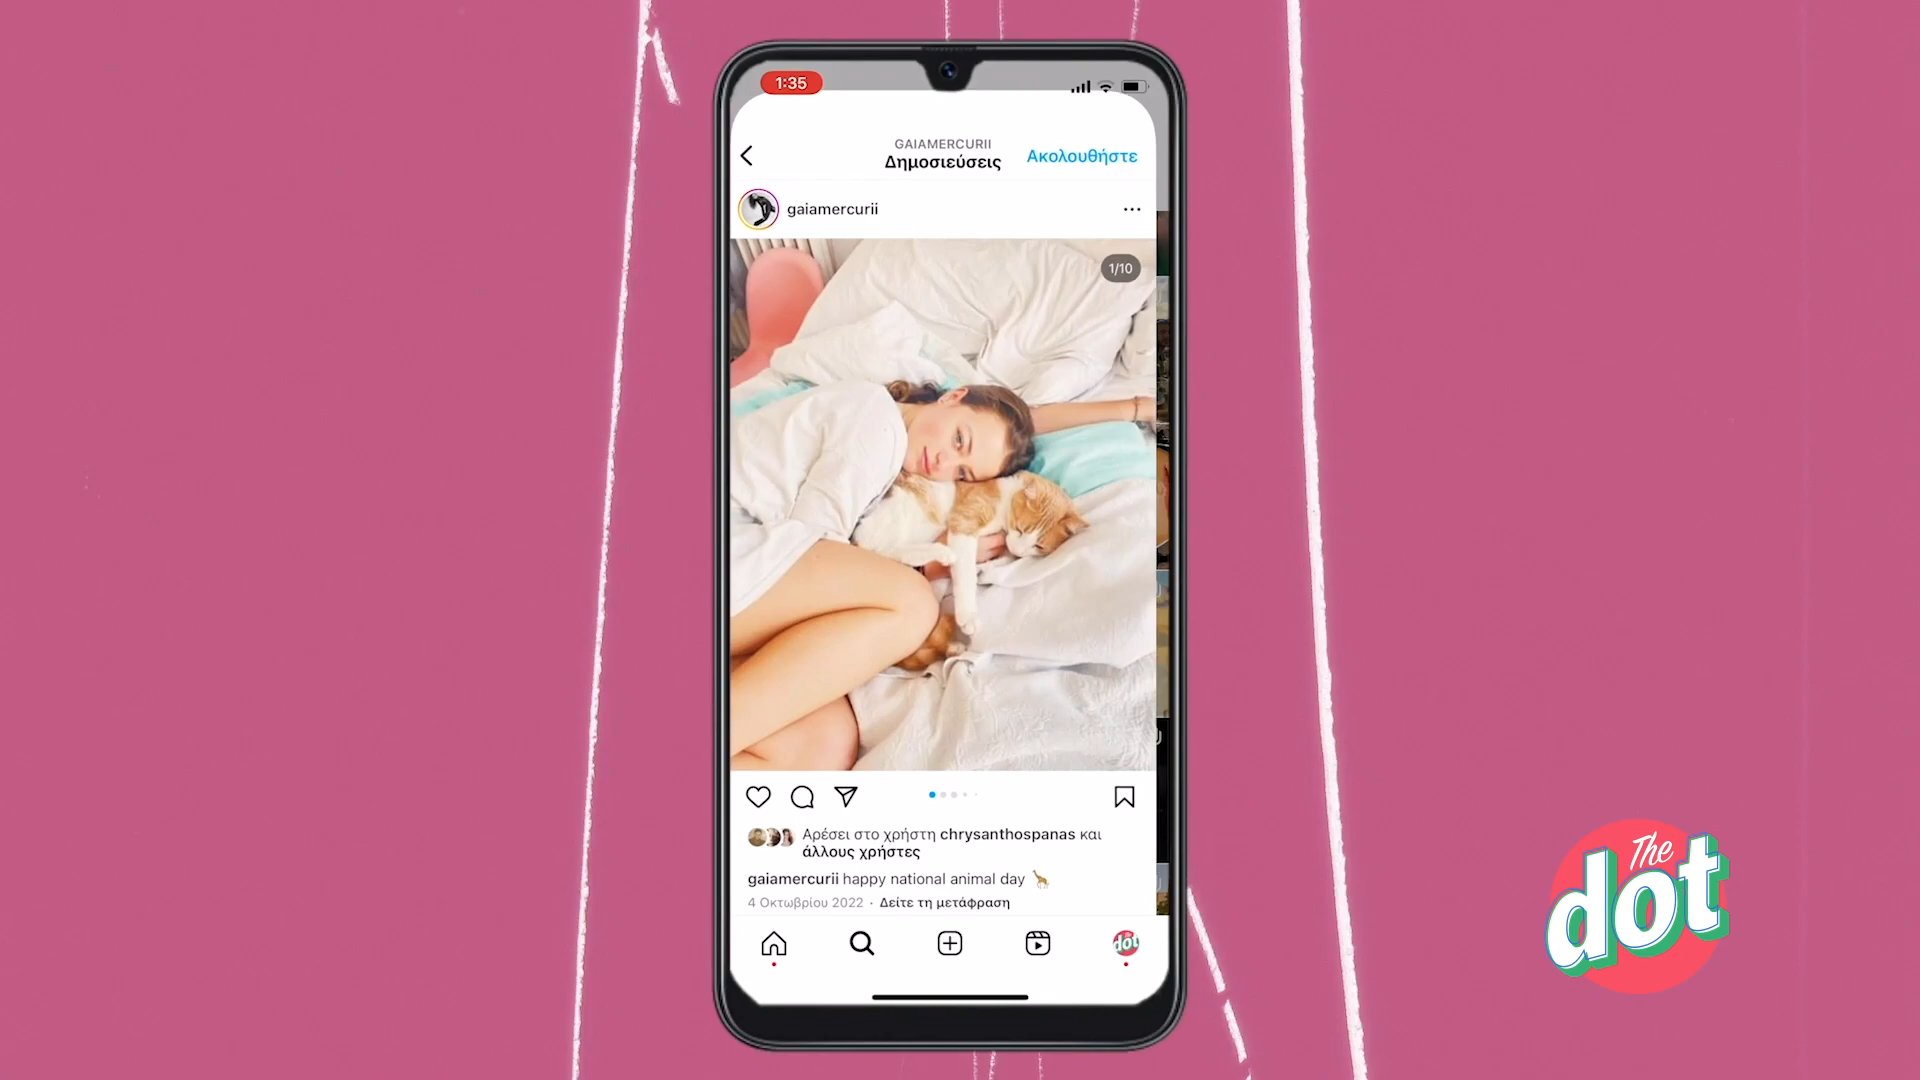 1:35
GAIAMERCURII
Δημοσιεύσεις
Ακολουθήστε
gaiamercurii
1/10
Αρέσει στο χρήστη chrysanthospanas και
άλλους χρήστες
gaiamercurii happy national animal day
4 Οκτωβρίου 2022 · Δείτε τη μετάφραση
dot
The
dot